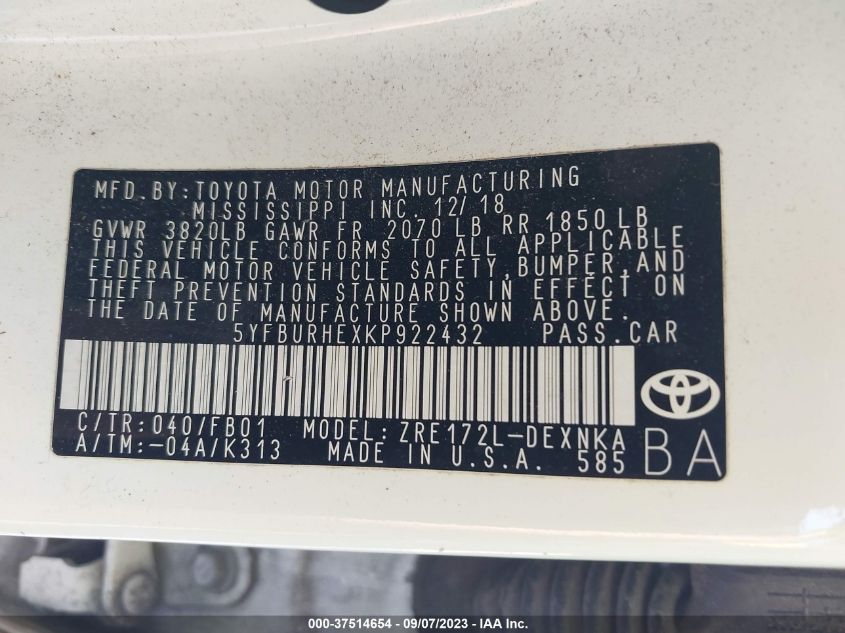 MFD. BY: TOYOTA MOTOR MANUFACTURING
MISSISSIPPI INC. 12/18
GVWR 3820LB GAWR FR 2070 LB RR 1850 LB
THIS VEHICLE CONFORMS TO ALL APPLICABLE
FEDERAL MOTOR VEHICLE SAFETY, BUMPER, AND
THEFT PREVENTION STANDARDS IN EFFECT ON
THE DATE OF MANUFACTURE SHOWN ABOVE.
5YFBURHEXKP922432 PASS. CAR
C/TR: 040/FB01 MODEL: ZRE172L-DEXNKA
A/TM: -04A/K313 MADE IN U.S.A. 585
BA
000-37514654 - 09/07/2023 - IAA Inc.